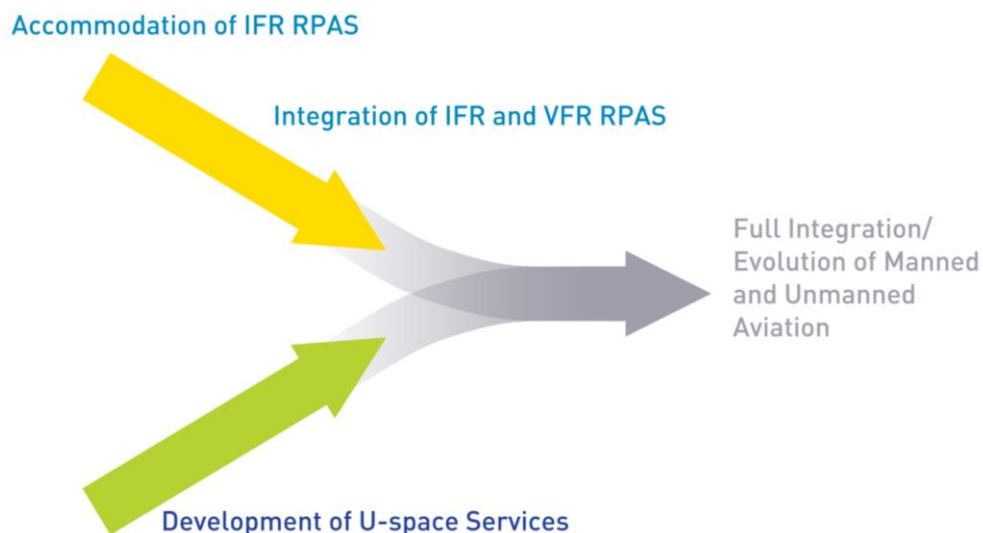 Accommodation of IFR RPAS
Integration of IFR and VFR RPAS
Full Integration/
Evolution of Manned
and Unmanned
Aviation
Development of U-space Services